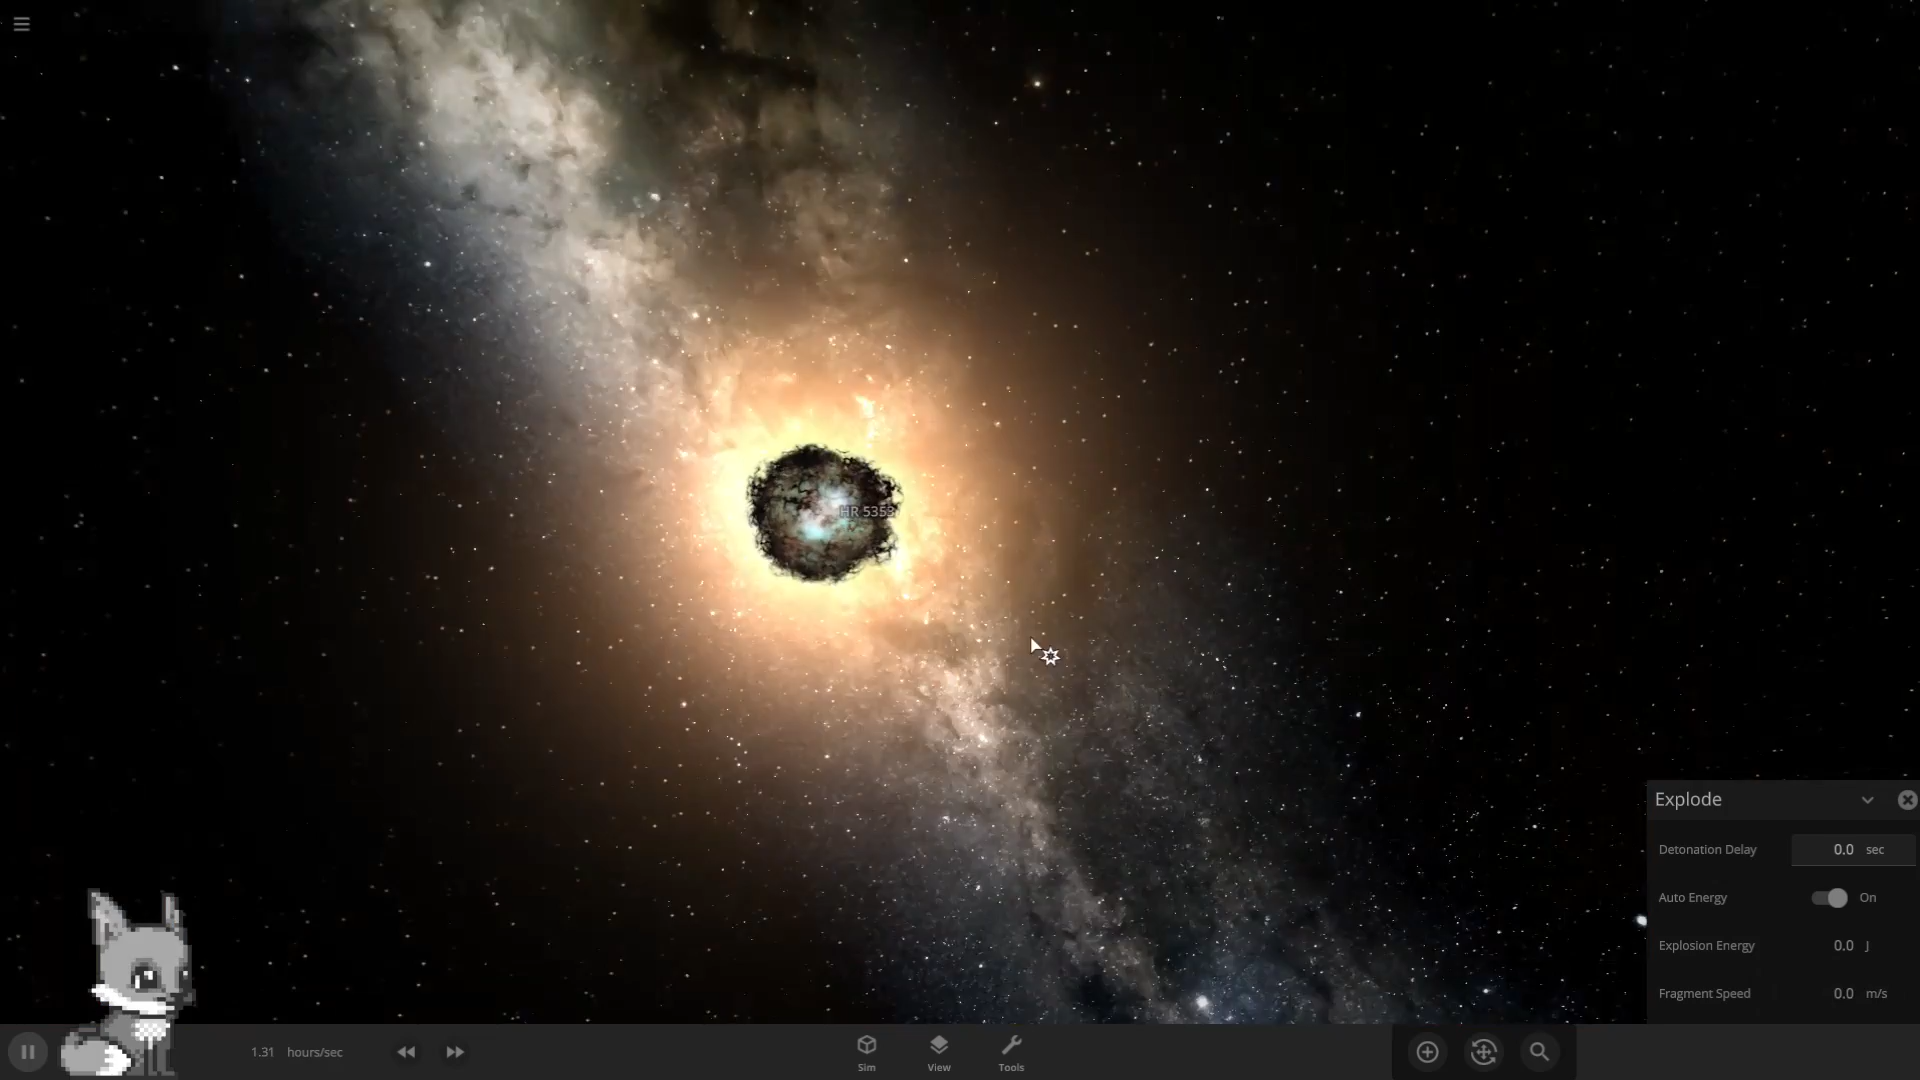 HR 5353
Explode
Detonation Delay 0.0 sec
Auto Energy On
Explosion Energy 0.0 J
Fragment Speed 0.0 m/s
1.31 hours/sec
Sim
View
Tools